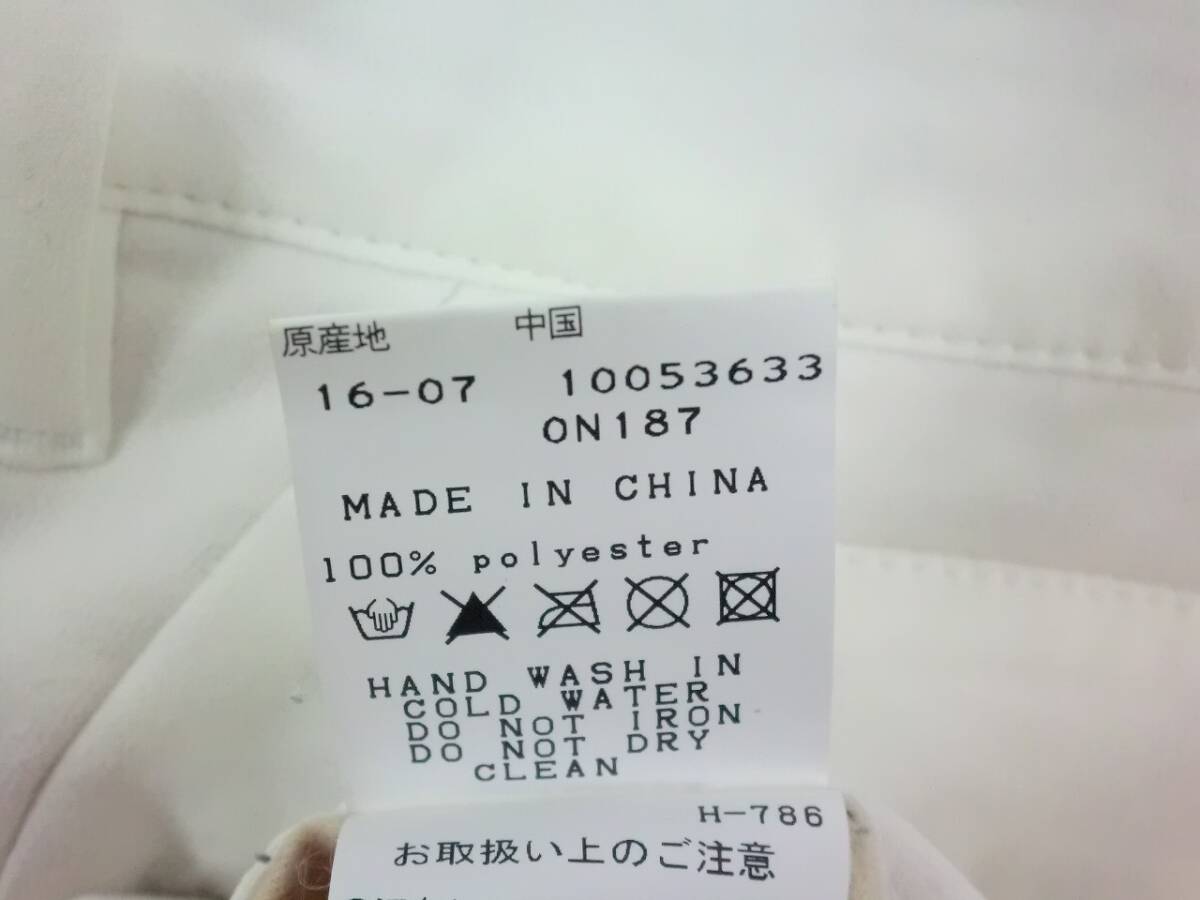 原産地 中国
16-07 10053633
0N187
MADE IN CHINA
100% polyester
HAND WASH IN
COLD WATER
DO NOT IRON
DO NOT DRY
CLEAN
H-786
お取扱い上のご注意